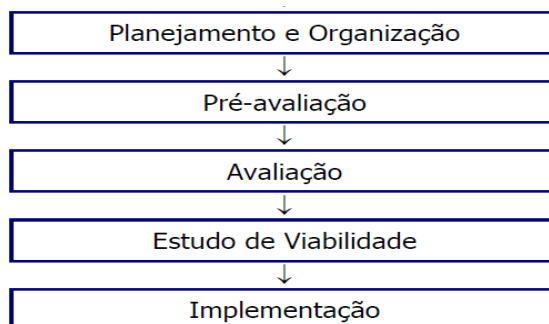 Planejamento e Organização
↓
Pré-avaliação
↓
Avaliação
↓
Estudo de Viabilidade
↓
Implementação